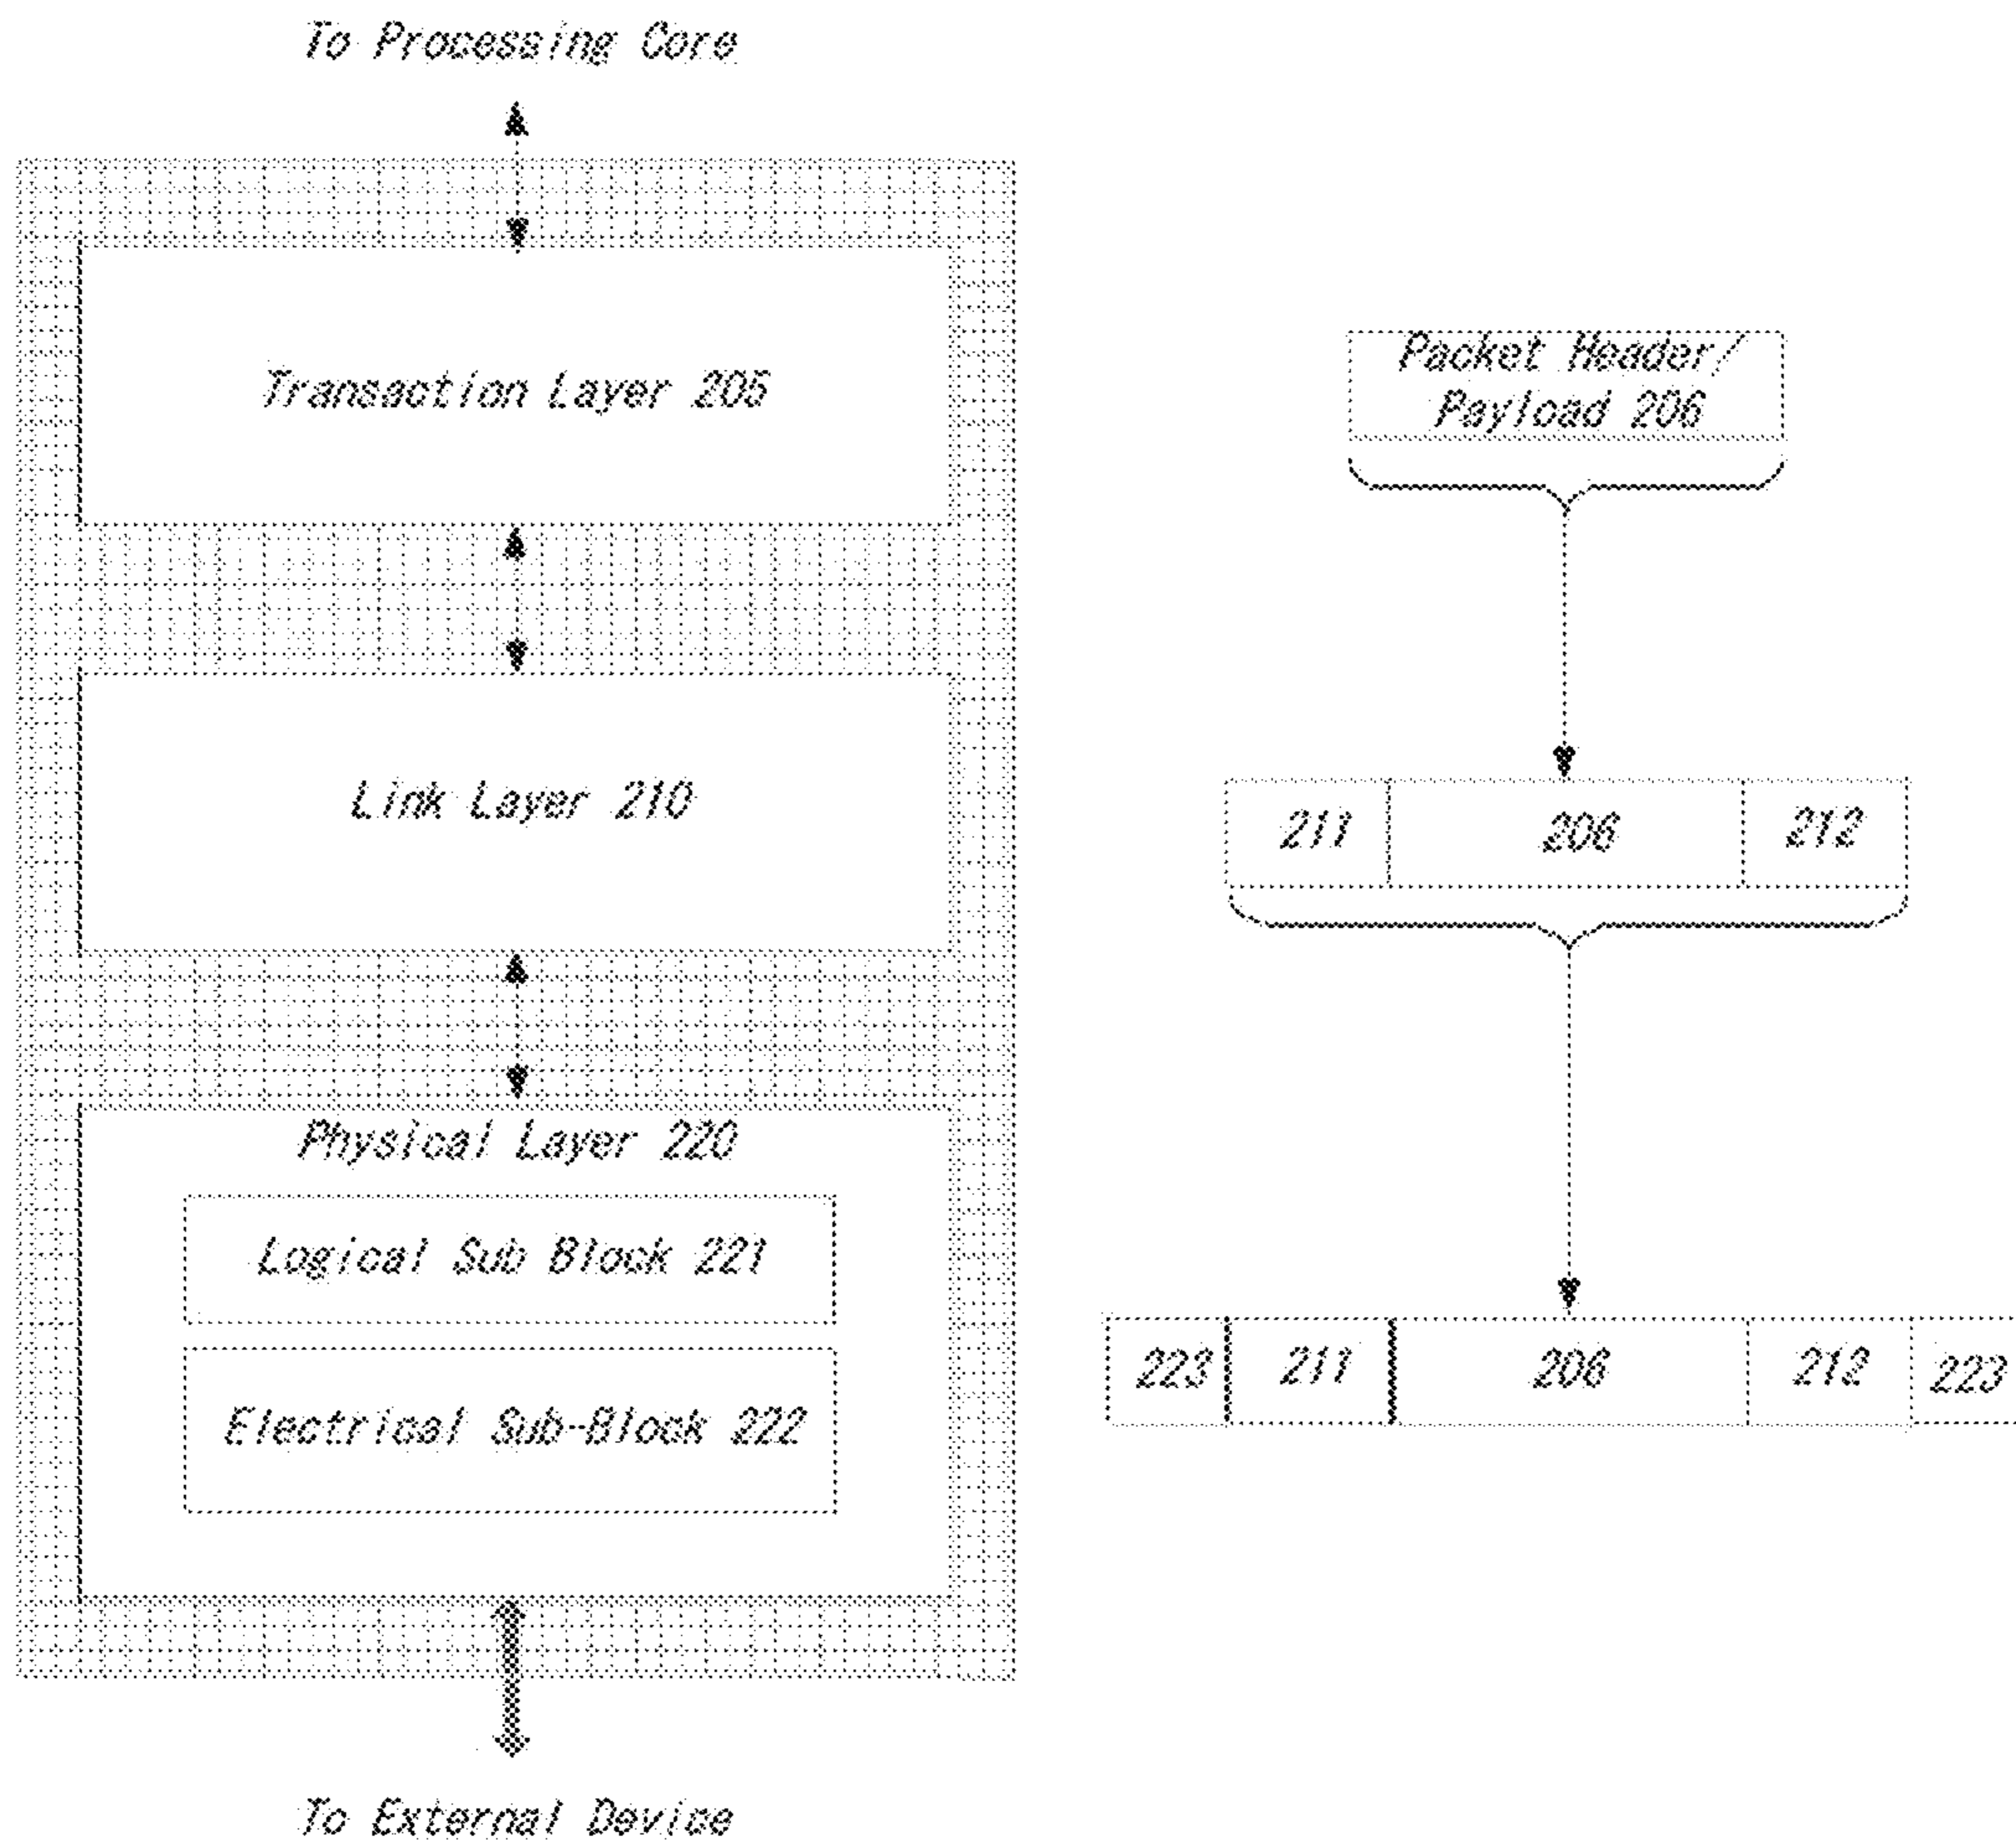 To Processing Core
Transaction Layer 205
Packet Header/
Payload 206
Link Layer 210
211 206 212
Physical Layer 220
Logical Sub Block 221
Electrical Sub-Block 222
223 211 206 212 223
To External Device